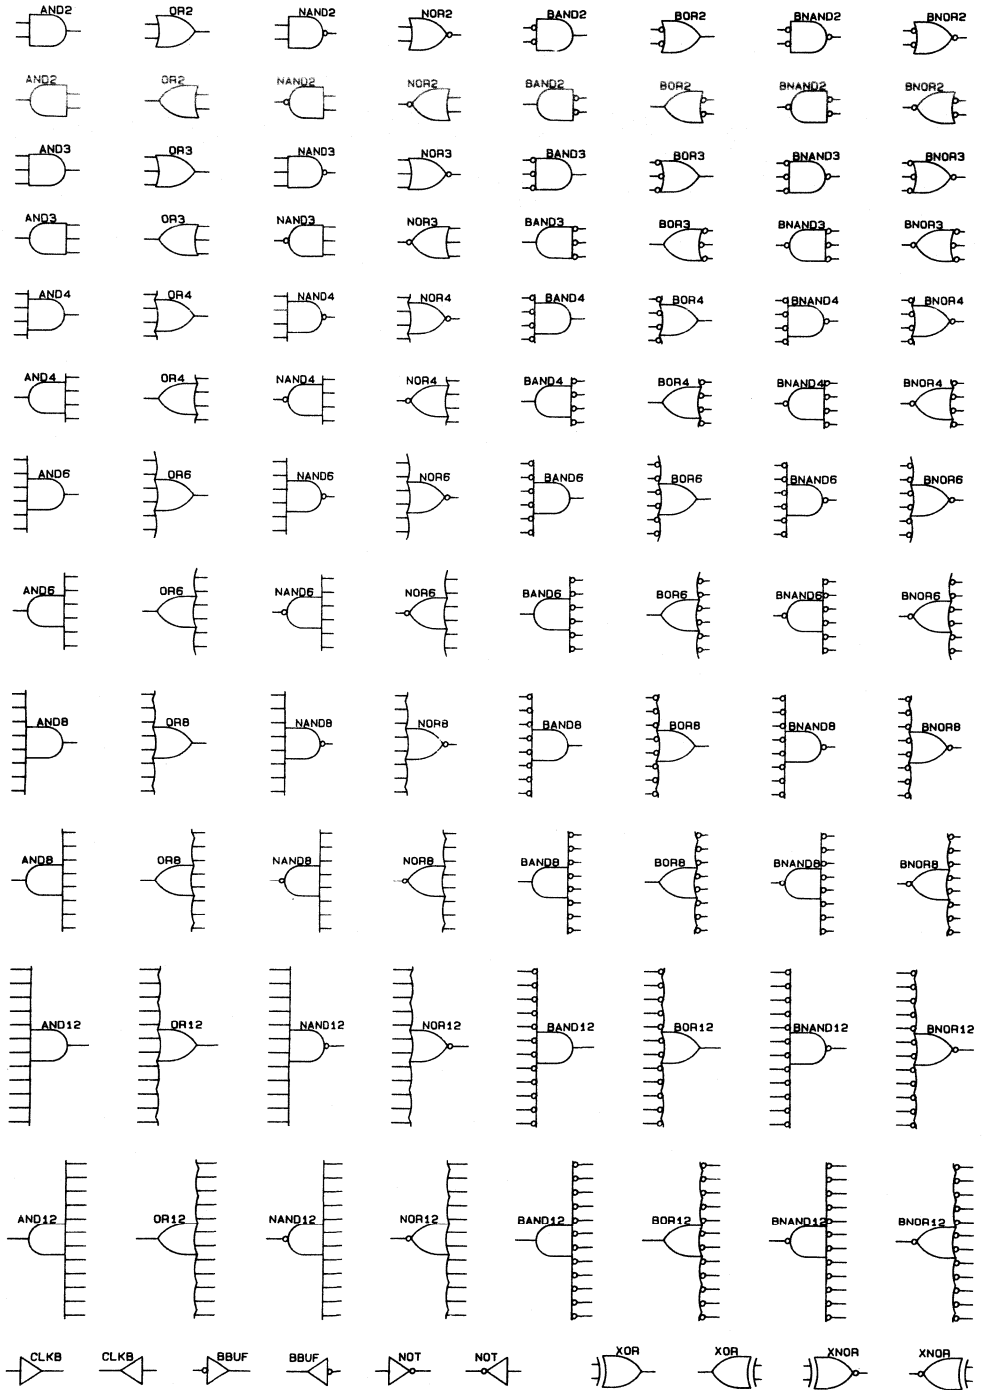 AND2 OR2 NAND2 NOR2 BAND2 BOR2 BNAND2 BNOR2
AND2 OR2 NAND2 NOR2 BAND2 BOR2 BNAND2 BNOR2
AND3 OR3 NAND3 NOR3 BAND3 BOR3 BNAND3 BNOR3
AND3 OR3 NAND3 NOR3 BAND3 BOR3 BNAND3 BNOR3
AND4 OR4 NAND4 NOR4 BAND4 BOR4 BNAND4 BNOR4
AND4 OR4 NAND4 NOR4 BAND4 BOR4 BNAND4 BNOR4
AND6 OR6 NAND6 NOR6 BAND6 BOR6 BNAND6 BNOR6
AND6 OR6 NAND6 NOR6 BAND6 BOR6 BNAND6 BNOR6
AND8 OR8 NAND8 NOR8 BAND8 BOR8 BNAND8 BNOR8
AND8 OR8 NAND8 NOR8 BAND8 BOR8 BNAND8 BNOR8
AND12 OR12 NAND12 NOR12 BAND12 BOR12 BNAND12 BNOR12
AND12 OR12 NAND12 NOR12 BAND12 BOR12 BNAND12 BNOR12
CLKB CLKB BBUF BBUF NOT NOT XOR XOR XNOR XNOR